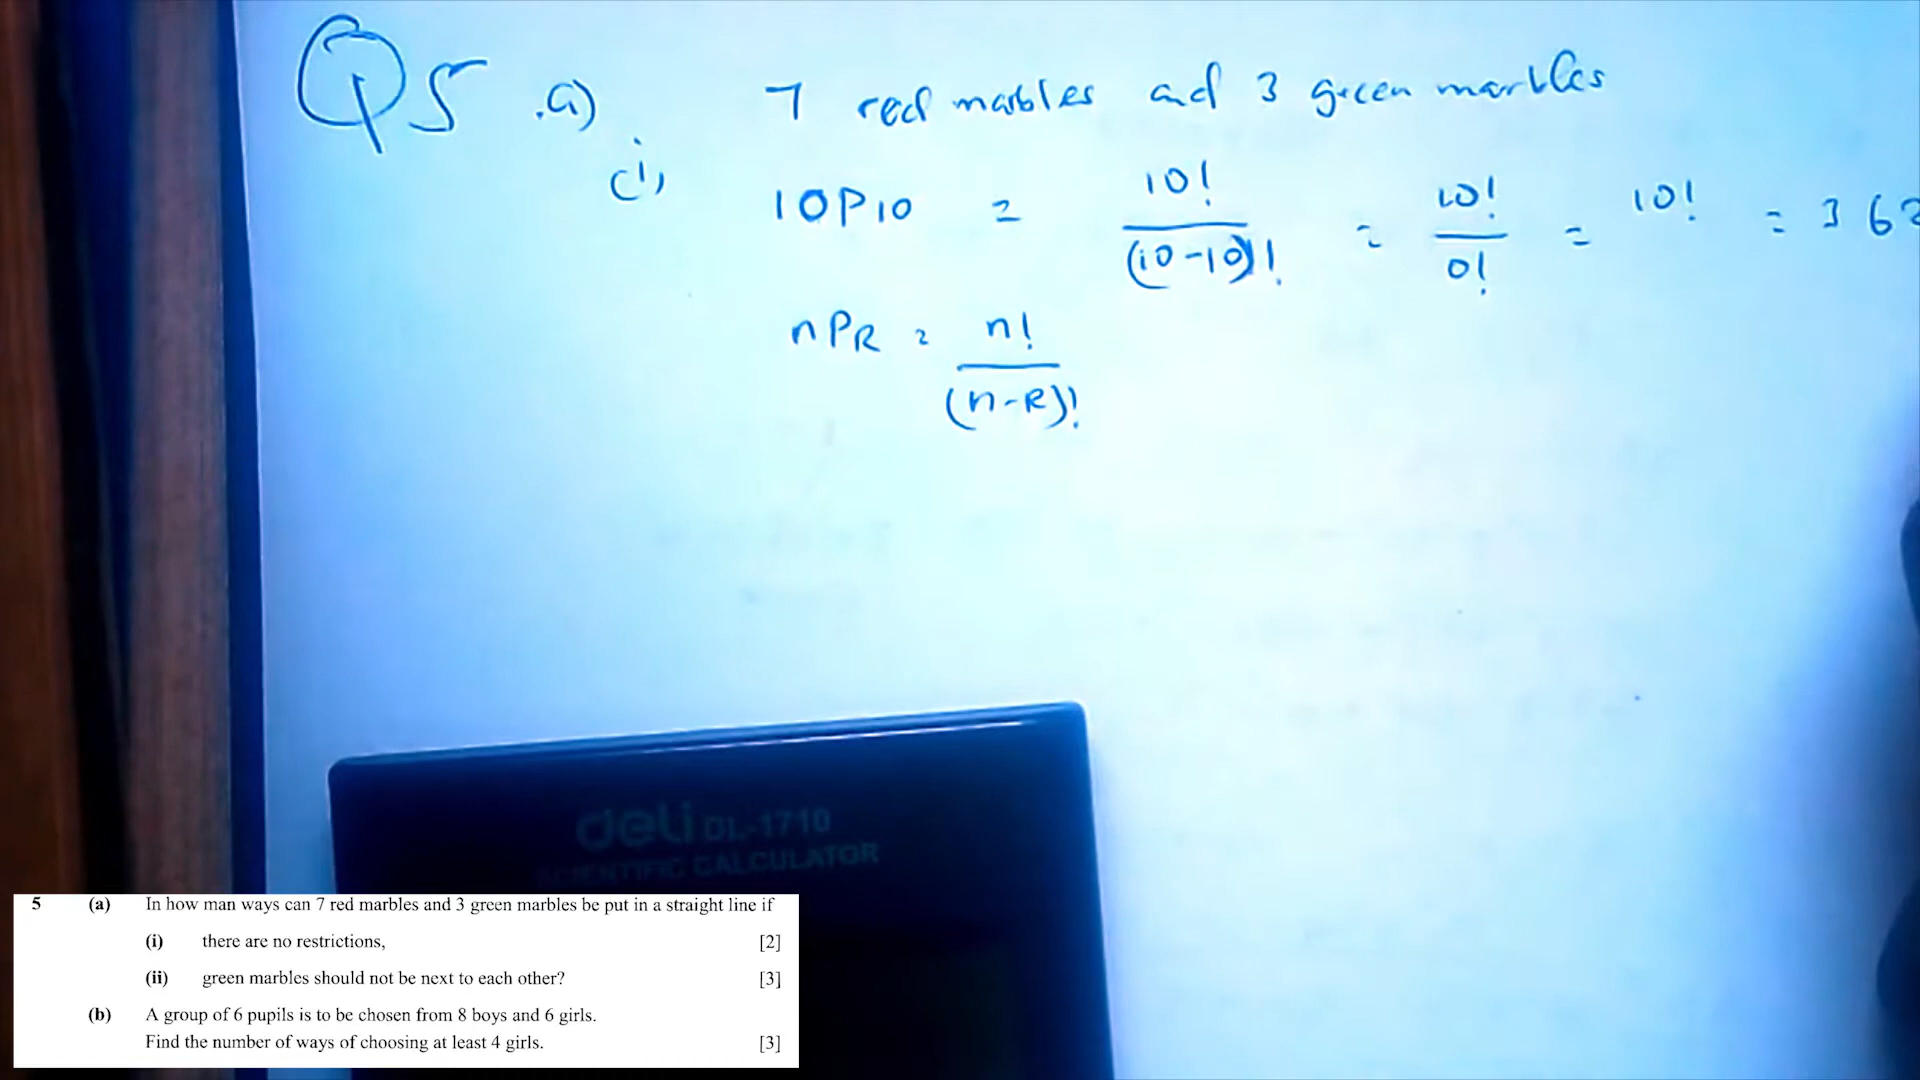 Q5 .a) 7 red marbles and 3 green marbles
(i) 10P10 = 10! / (10-10)! = 10! / 0! = 10! = 362
nPR = n! / (n-R)!
deli DL-1710
SCIENTIFIC CALCULATOR
5 (a) In how man ways can 7 red marbles and 3 green marbles be put in a straight line if
(i) there are no restrictions, [2]
(ii) green marbles should not be next to each other? [3]
(b) A group of 6 pupils is to be chosen from 8 boys and 6 girls.
Find the number of ways of choosing at least 4 girls. [3]